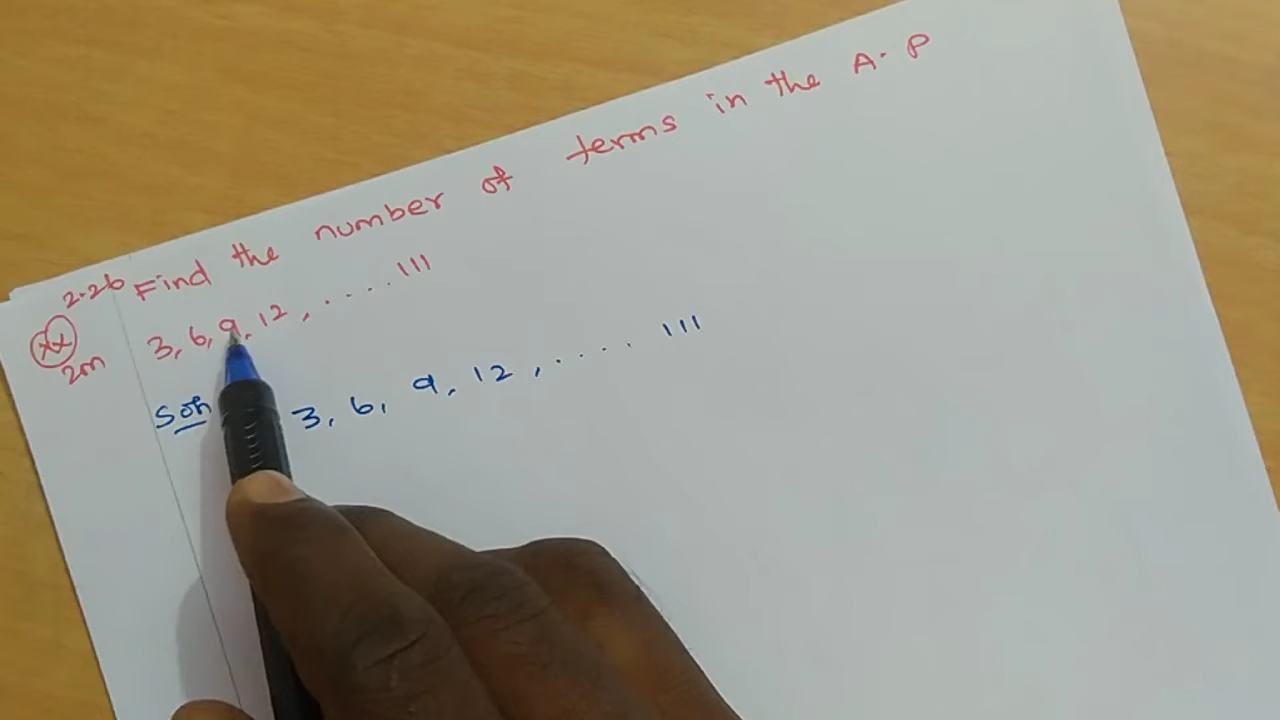 2.26 Find the number of terms in the A.P
3, 6, 9, 12, ..... 111
xx
2m
Soln 3, 6, 9, 12, ..... 111